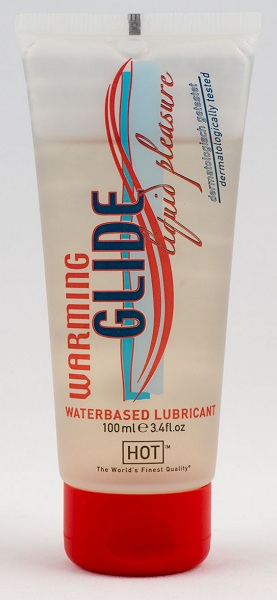 WARMING
GLIDE
liquid pleasure
dermatologisch getestet
dermatologically tested
WATERBASED LUBRICANT
100 ml ℮ 3.4fl.oz
HOT™
The World's Finest Quality®